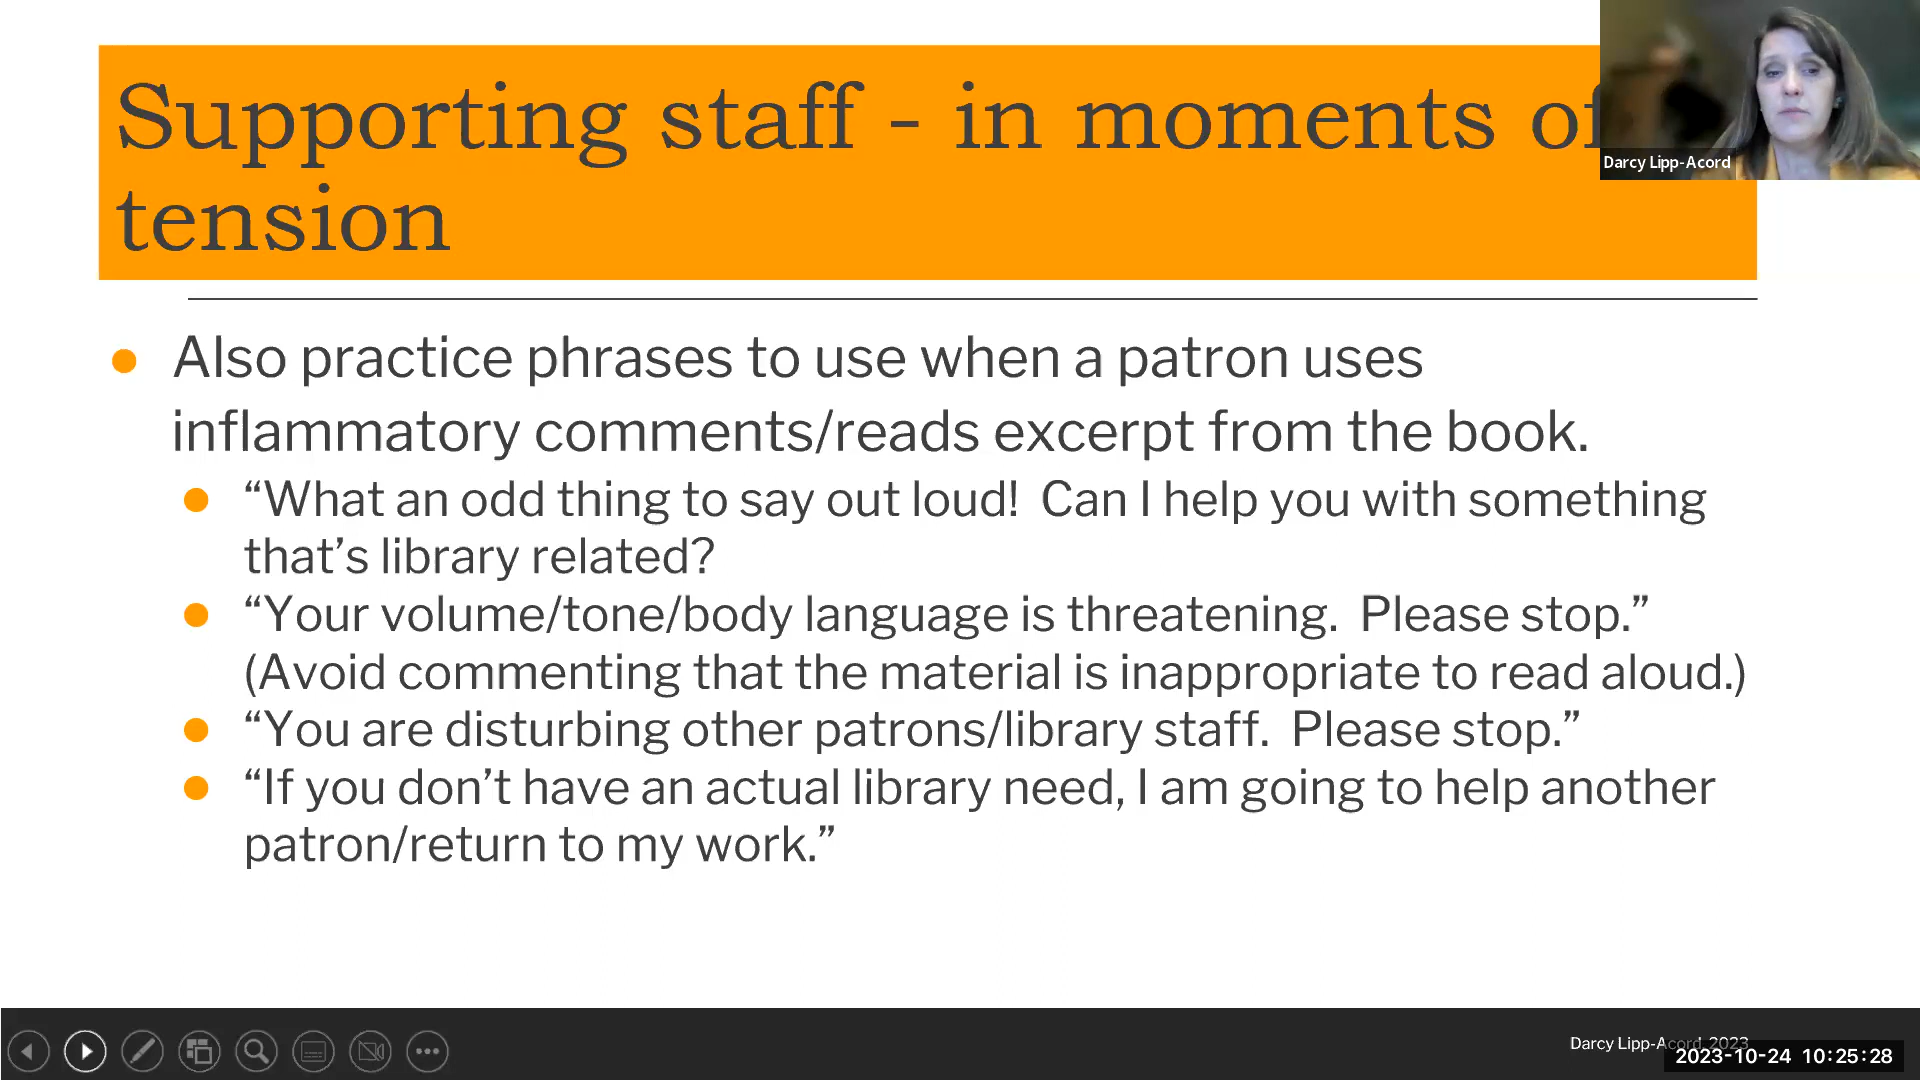 Supporting staff - in moments of
tension
Darcy Lipp-Acord
Also practice phrases to use when a patron uses
inflammatory comments/reads excerpt from the book.
“What an odd thing to say out loud!  Can I help you with something
that’s library related?
“Your volume/tone/body language is threatening.  Please stop.”
(Avoid commenting that the material is inappropriate to read aloud.)
“You are disturbing other patrons/library staff.  Please stop.”
“If you don’t have an actual library need, I am going to help another
patron/return to my work.”
Darcy Lipp-Acord, 2023
2023-10-24 10:25:28